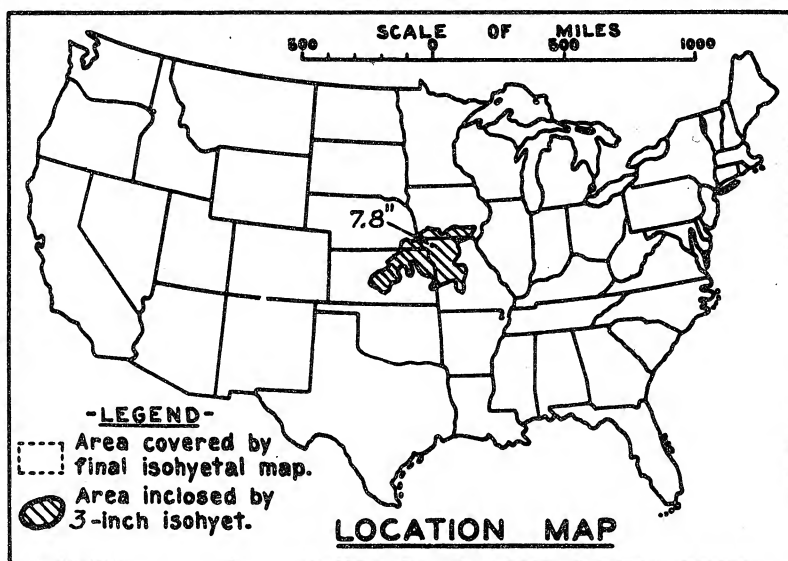 SCALE OF MILES
500 0 500 1000
7.8"
-LEGEND-
Area covered by
final isohyetal map.
Area inclosed by
3-inch isohyet.
LOCATION MAP